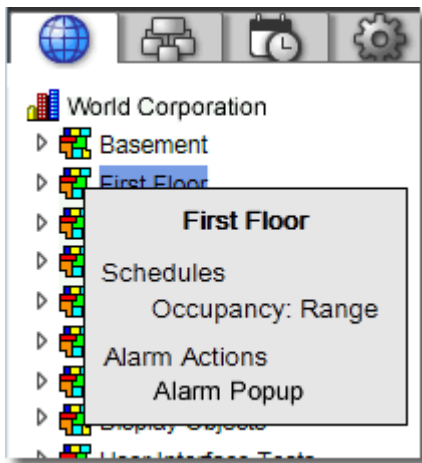 World Corporation
Basement
First Floor
First Floor
Schedules
Occupancy: Range
Alarm Actions
Alarm Popup
Display Objects
User Interface Tests